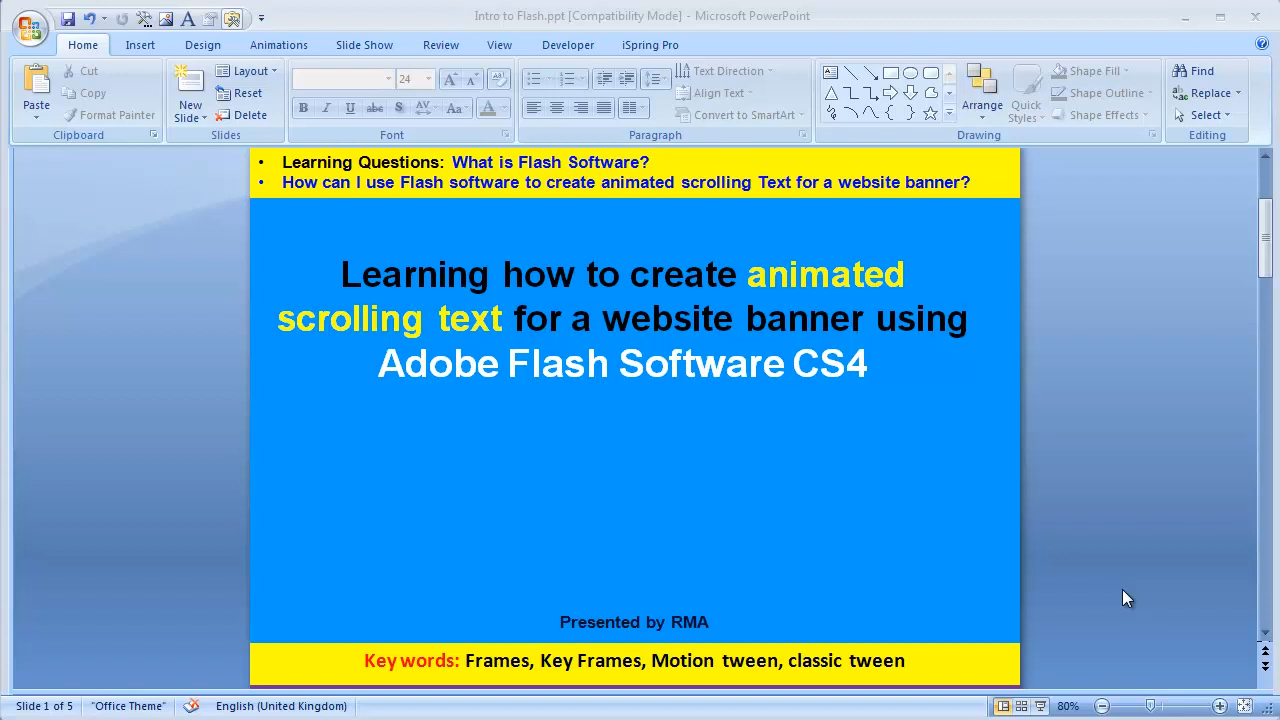 Intro to Flash.ppt [Compatibility Mode] - Microsoft PowerPoint
Home Insert Design Animations Slide Show Review View Developer iSpring Pro
Paste
Cut
Copy
Format Painter
Clipboard
New Slide
Layout
Reset
Delete
Slides
24
B I U abc S AV Aa A
Font
Text Direction
Align Text
Convert to SmartArt
Paragraph
Arrange
Quick Styles
Shape Fill
Shape Outline
Shape Effects
Drawing
Find
Replace
Select
Editing
• Learning Questions: What is Flash Software?
• How can I use Flash software to create animated scrolling Text for a website banner?
Learning how to create animated
scrolling text for a website banner using
Adobe Flash Software CS4
Presented by RMA
Key words: Frames, Key Frames, Motion tween, classic tween
Slide 1 of 5 "Office Theme" English (United Kingdom) 80%